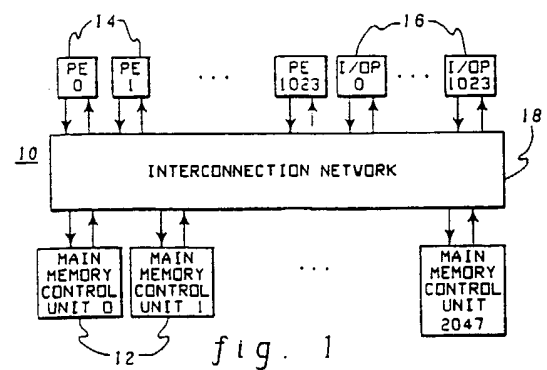 14
16
PE
0
PE
1
...
PE
1023
I/OP
0
...
I/OP
1023
10
INTERCONNECTION NETWORK
18
MAIN
MEMORY
CONTROL
UNIT 0
MAIN
MEMORY
CONTROL
UNIT 1
...
MAIN
MEMORY
CONTROL
UNIT
2047
12
fig. 1